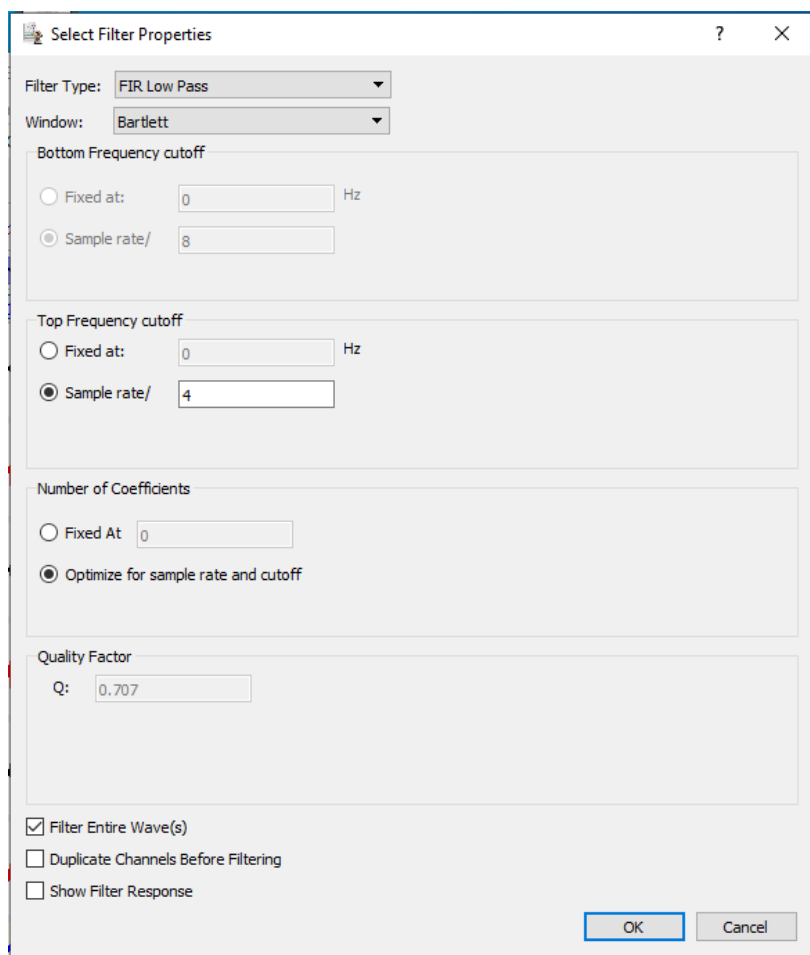 Select Filter Properties ?
Filter Type: FIR Low Pass
Window: Bartlett
Bottom Frequency cutoff
Fixed at: 0 Hz
Sample rate/ 8
Top Frequency cutoff
Fixed at: 0 Hz
Sample rate/ 4
Number of Coefficients
Fixed At 0
Optimize for sample rate and cutoff
Quality Factor
Q: 0.707
Filter Entire Wave(s)
Duplicate Channels Before Filtering
Show Filter Response
OK Cancel